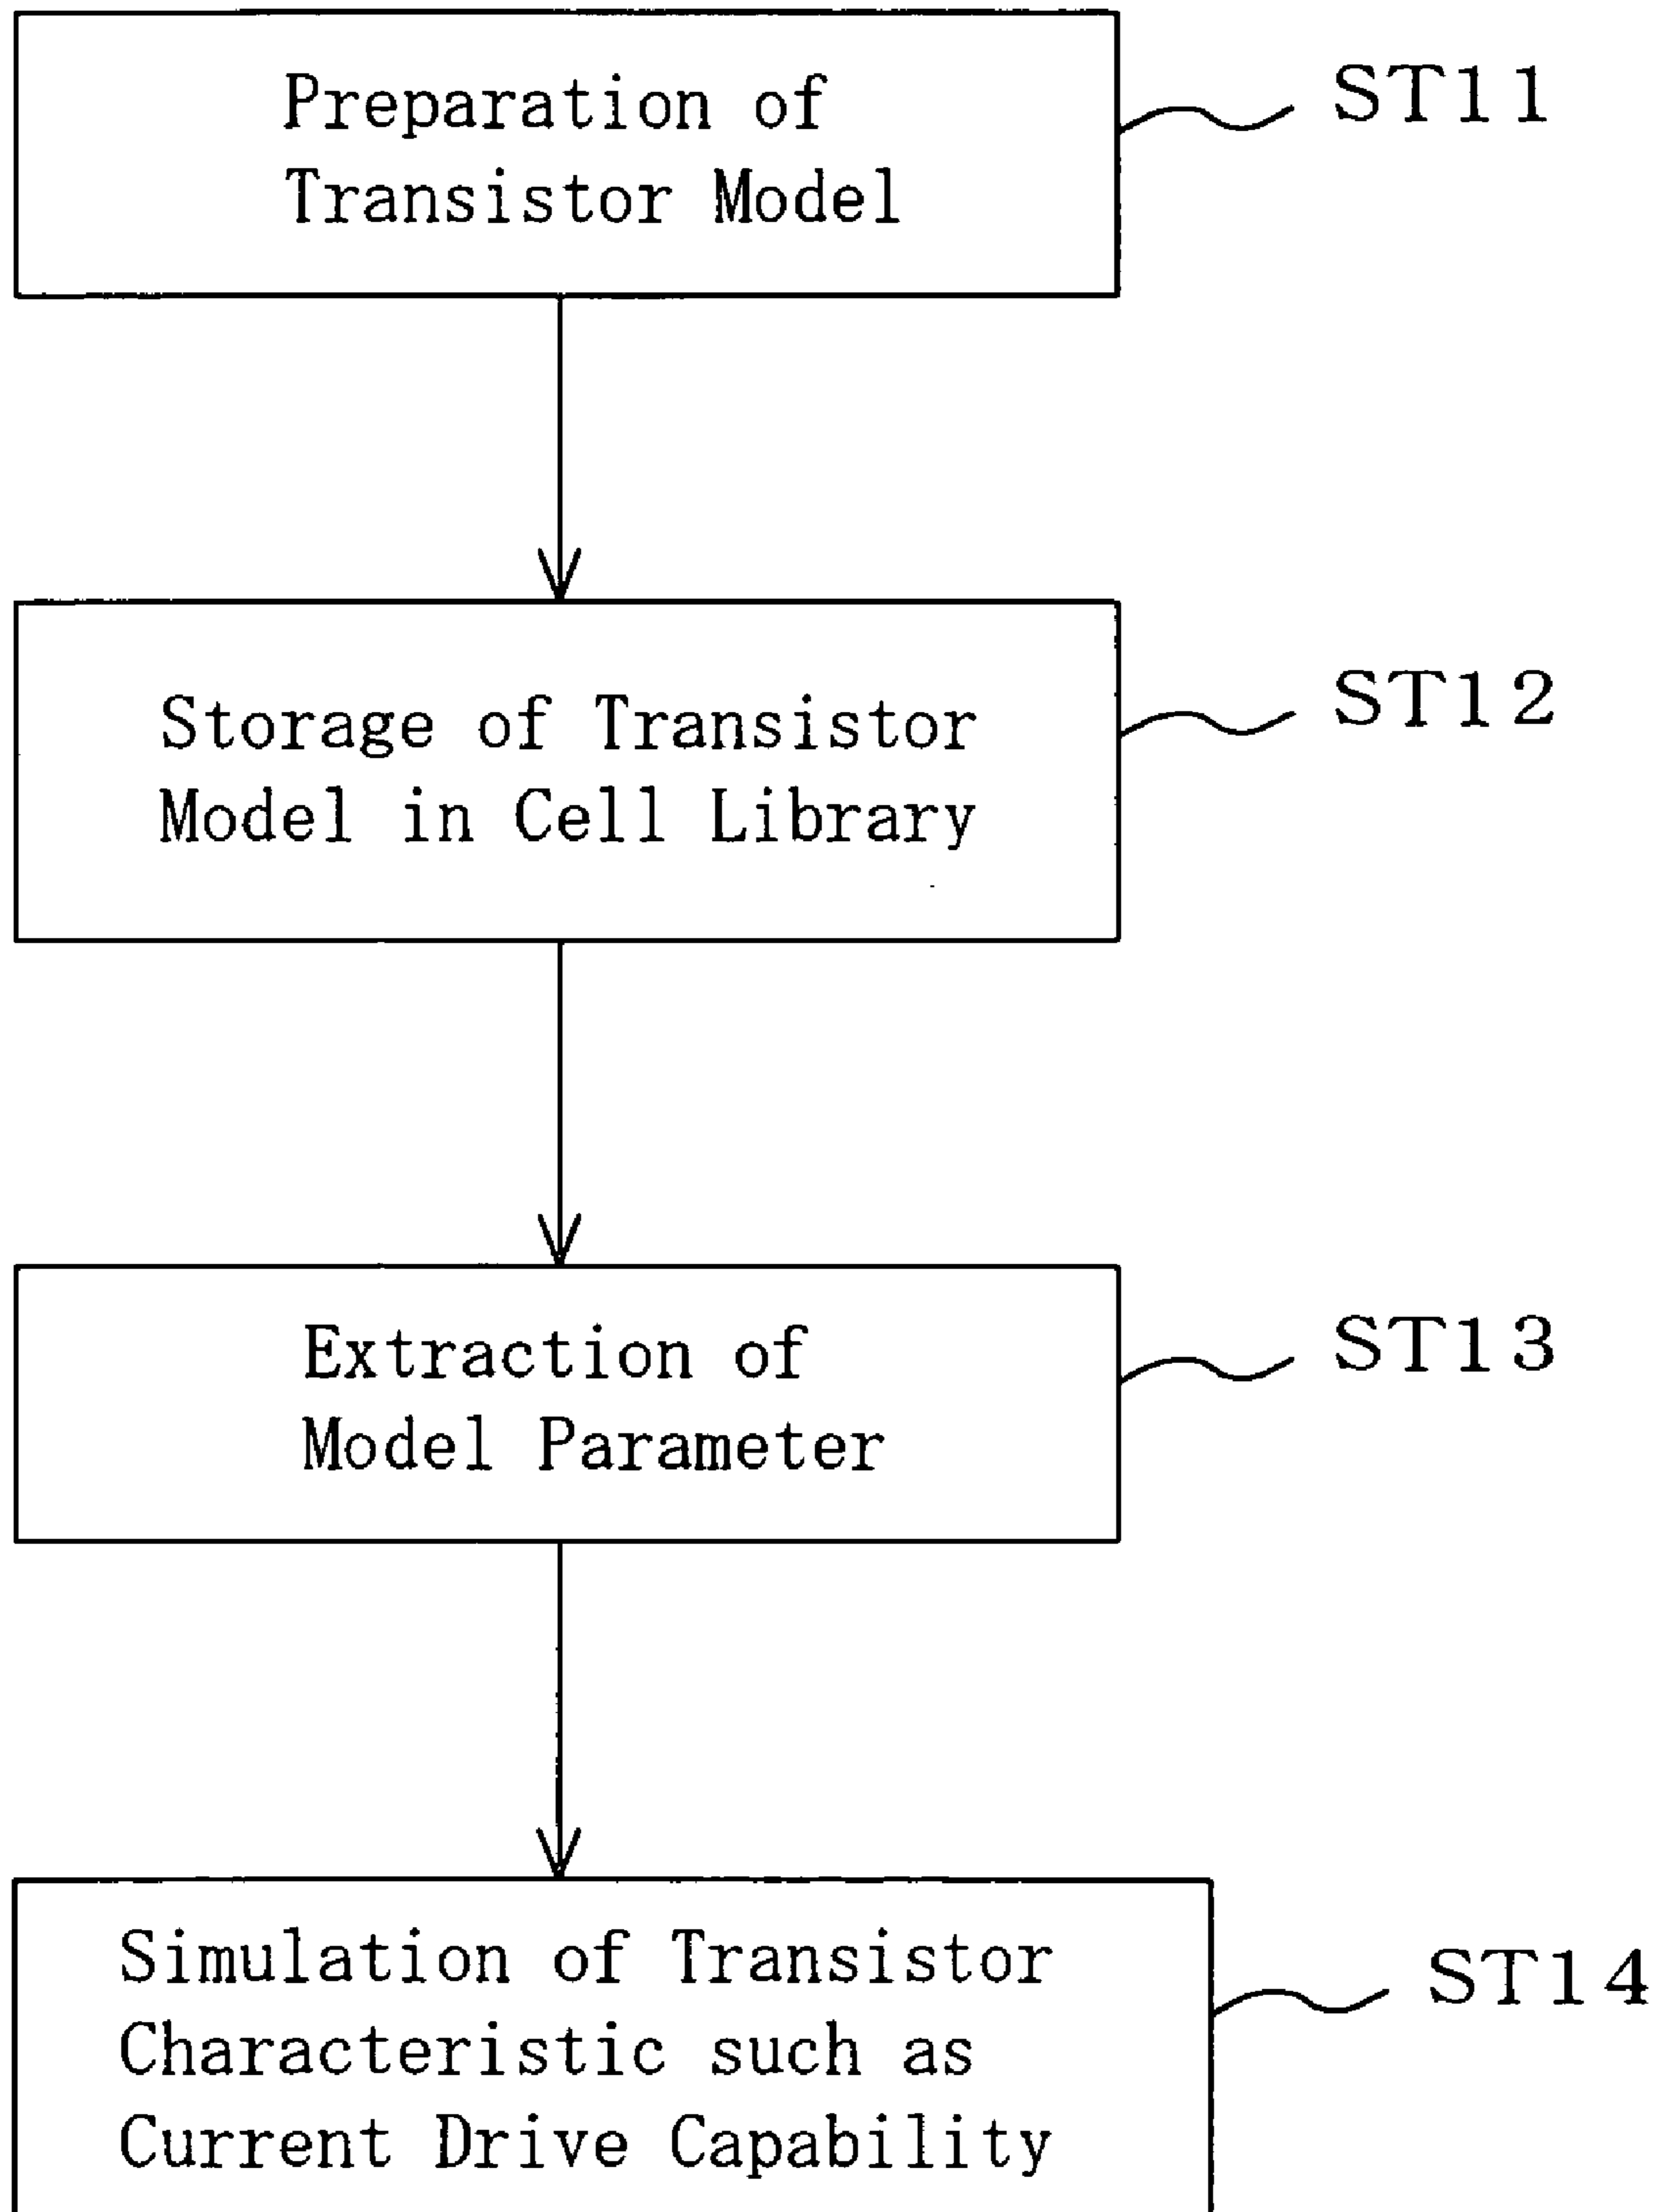 Preparation of
Transistor Model
ST11
Storage of Transistor
Model in Cell Library
ST12
Extraction of
Model Parameter
ST13
Simulation of Transistor
Characteristic such as
Current Drive Capability
ST14